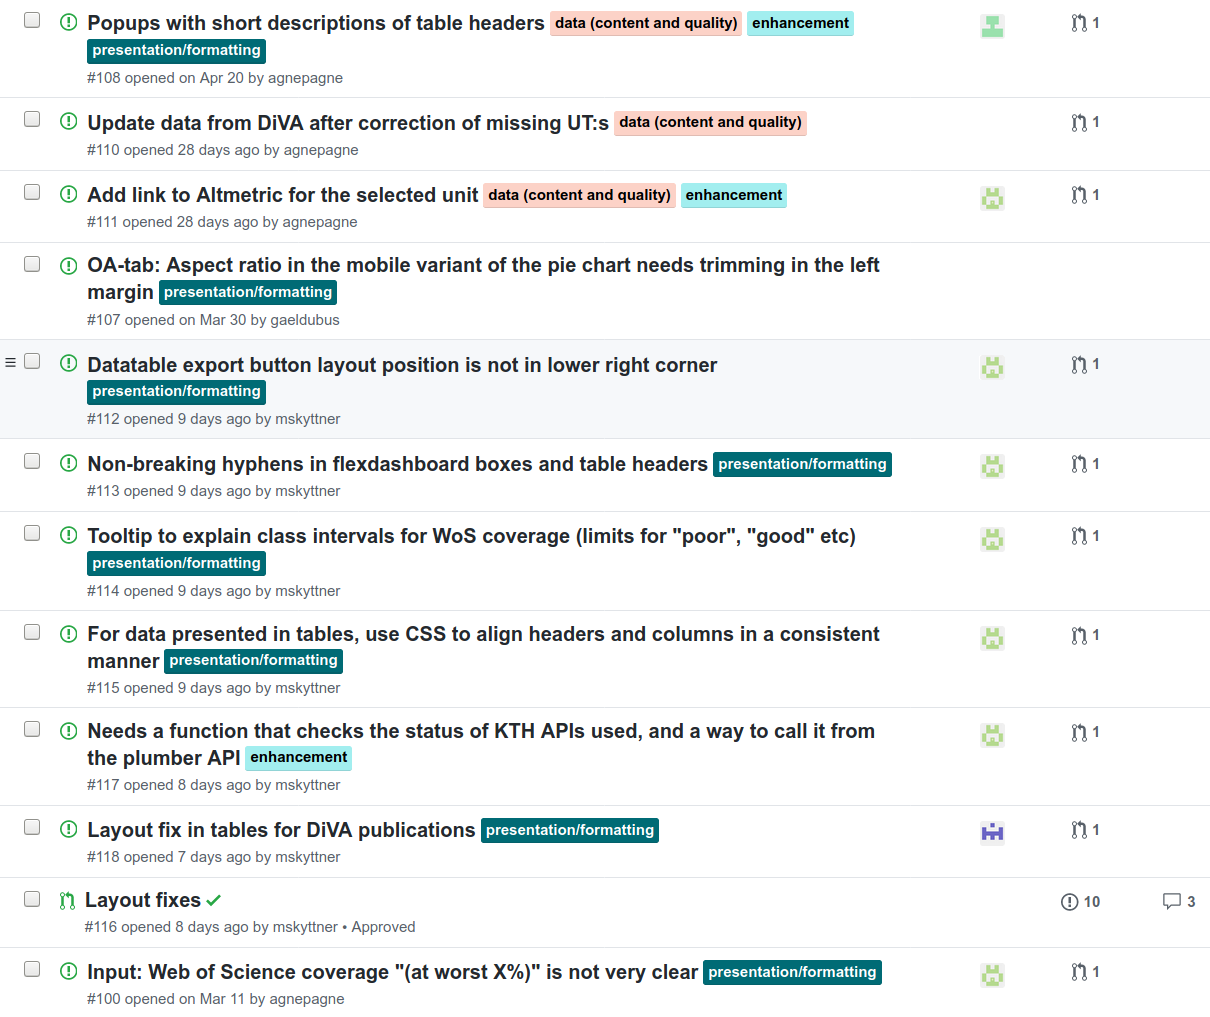 Popups with short descriptions of table headers data (content and quality) enhancement 1
presentation/formatting
#108 opened on Apr 20 by agnepagne
Update data from DiVA after correction of missing UT:s data (content and quality) 1
#110 opened 28 days ago by agnepagne
Add link to Altmetric for the selected unit data (content and quality) enhancement 1
#111 opened 28 days ago by agnepagne
OA-tab: Aspect ratio in the mobile variant of the pie chart needs trimming in the left
margin presentation/formatting
#107 opened on Mar 30 by gaeldubus
Datatable export button layout position is not in lower right corner 1
presentation/formatting
#112 opened 9 days ago by mskyttner
Non-breaking hyphens in flexdashboard boxes and table headers presentation/formatting 1
#113 opened 9 days ago by mskyttner
Tooltip to explain class intervals for WoS coverage (limits for "poor", "good" etc) 1
presentation/formatting
#114 opened 9 days ago by mskyttner
For data presented in tables, use CSS to align headers and columns in a consistent 1
manner presentation/formatting
#115 opened 9 days ago by mskyttner
Needs a function that checks the status of KTH APIs used, and a way to call it from 1
the plumber API enhancement
#117 opened 8 days ago by mskyttner
Layout fix in tables for DiVA publications presentation/formatting 1
#118 opened 7 days ago by mskyttner
Layout fixes 10 3
#116 opened 8 days ago by mskyttner • Approved
Input: Web of Science coverage "(at worst X%)" is not very clear presentation/formatting 1
#100 opened on Mar 11 by agnepagne